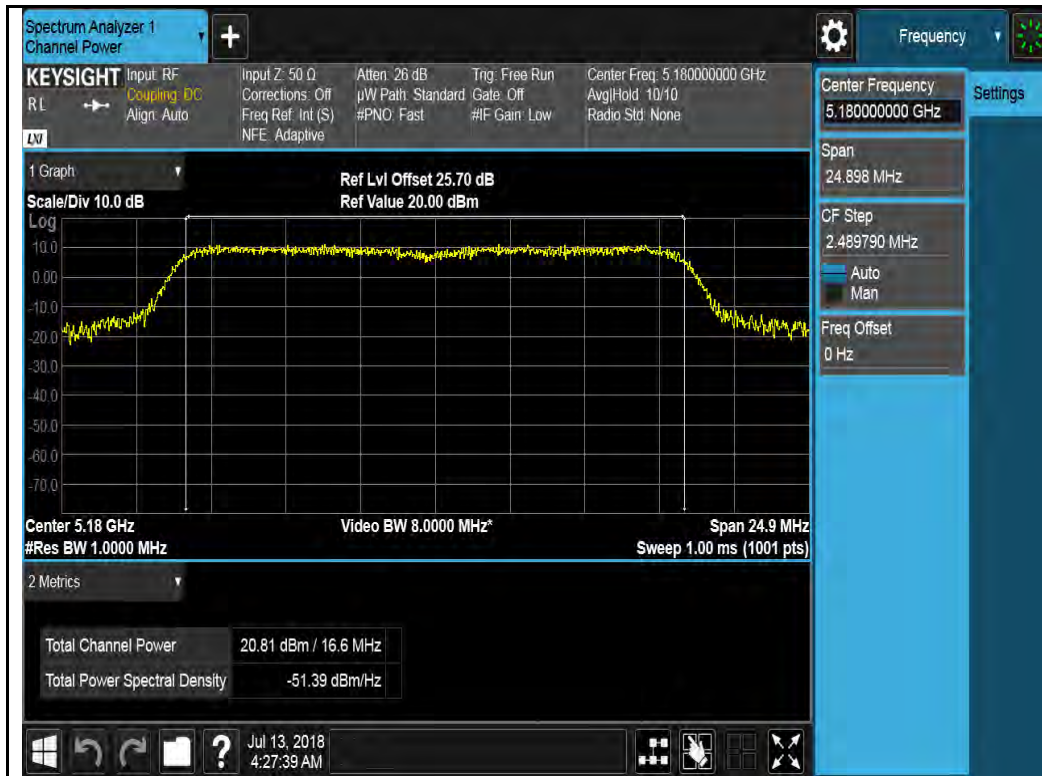 Spectrum Analyzer 1
Channel Power
+
Frequency
KEYSIGHT
RL
LXI
Input: RF
Coupling: DC
Align: Auto
Input Z: 50 Ω
Corrections: Off
Freq Ref: Int (S)
NFE: Adaptive
Atten: 26 dB
µW Path: Standard
#PNO: Fast
Trig: Free Run
Gate: Off
#IF Gain: Low
Center Freq: 5.180000000 GHz
Avg|Hold: 10/10
Radio Std: None
Center Frequency
5.180000000 GHz
Settings
Span
24.898 MHz
CF Step
2.489790 MHz
Auto
Man
Freq Offset
0 Hz
1 Graph
Scale/Div 10.0 dB
Ref Lvl Offset 25.70 dB
Ref Value 20.00 dBm
Log
10.0
0.00
-10.0
-20.0
-30.0
-40.0
-50.0
-60.0
-70.0
Center 5.18 GHz
#Res BW 1.0000 MHz
Video BW 8.0000 MHz*
Span 24.9 MHz
Sweep 1.00 ms (1001 pts)
2 Metrics
Total Channel Power 20.81 dBm / 16.6 MHz
Total Power Spectral Density -51.39 dBm/Hz
?
Jul 13, 2018
4:27:39 AM